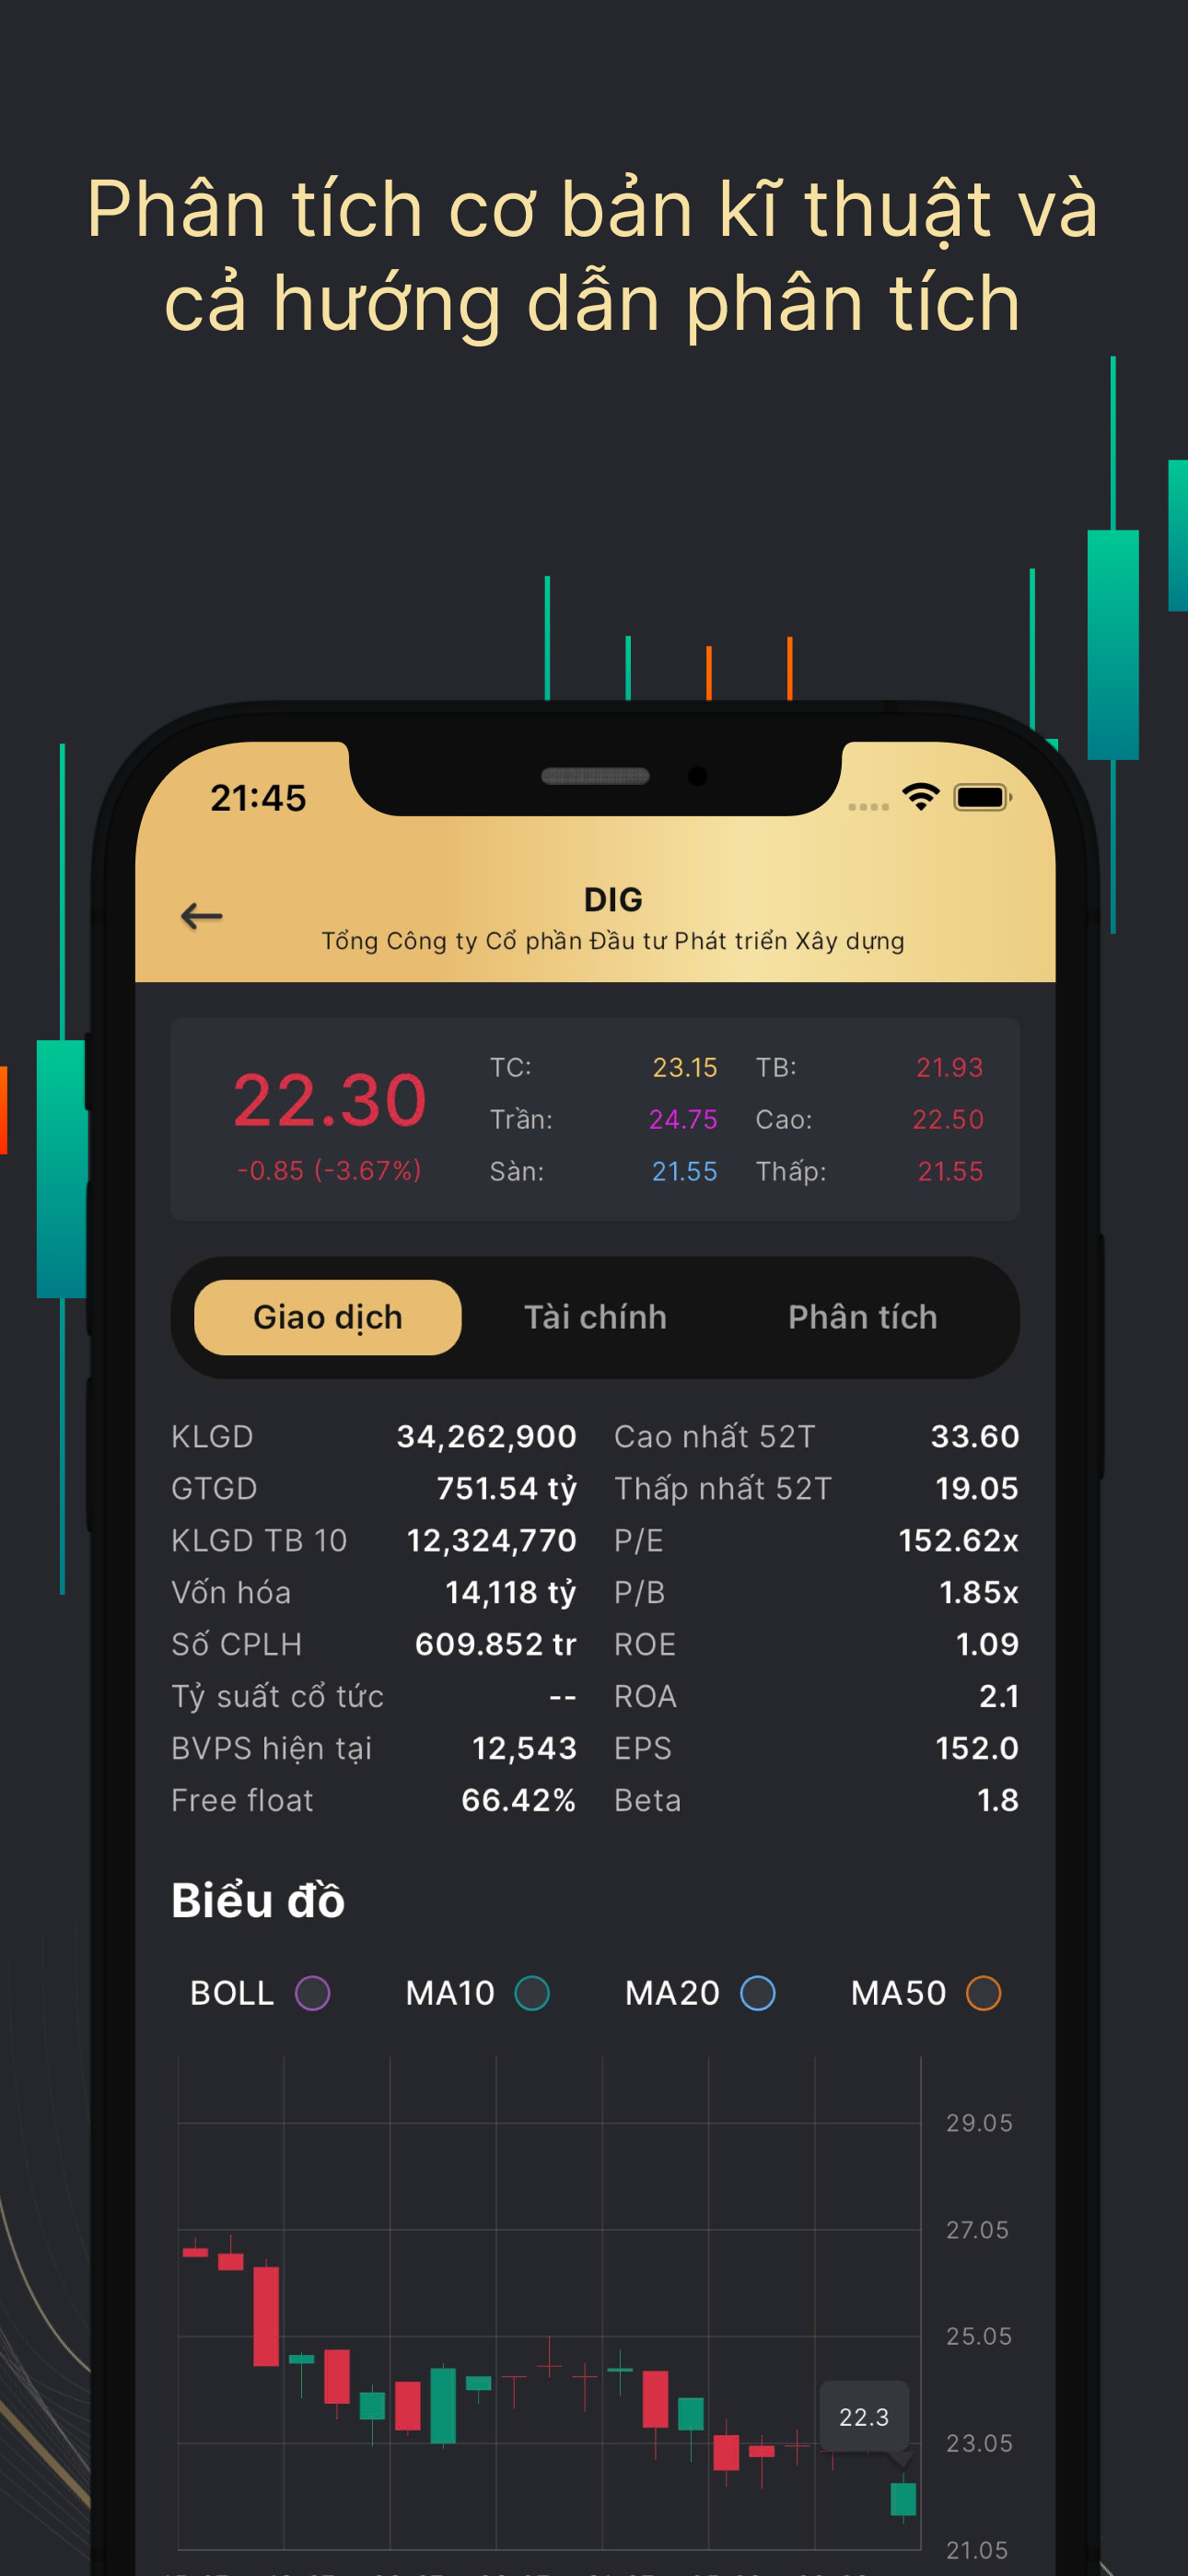 Phân tích cơ bản kĩ thuật và
cả hướng dẫn phân tích
21:45
DIG
Tổng Công ty Cổ phần Đầu tư Phát triển Xây dựng
22.30
-0.85 (-3.67%)
TC: 23.15 TB: 21.93
Trần: 24.75 Cao: 22.50
Sàn: 21.55 Thấp: 21.55
Giao dịch Tài chính Phân tích
KLGD 34,262,900 Cao nhất 52T 33.60
GTGD 751.54 tỷ Thấp nhất 52T 19.05
KLGD TB 10 12,324,770 P/E 152.62x
Vốn hóa 14,118 tỷ P/B 1.85x
Số CPLH 609.852 tr ROE 1.09
Tỷ suất cổ tức -- ROA 2.1
BVPS hiện tại 12,543 EPS 152.0
Free float 66.42% Beta 1.8
Biểu đồ
BOLL MA10 MA20 MA50
29.05
27.05
25.05
22.3
23.05
21.05